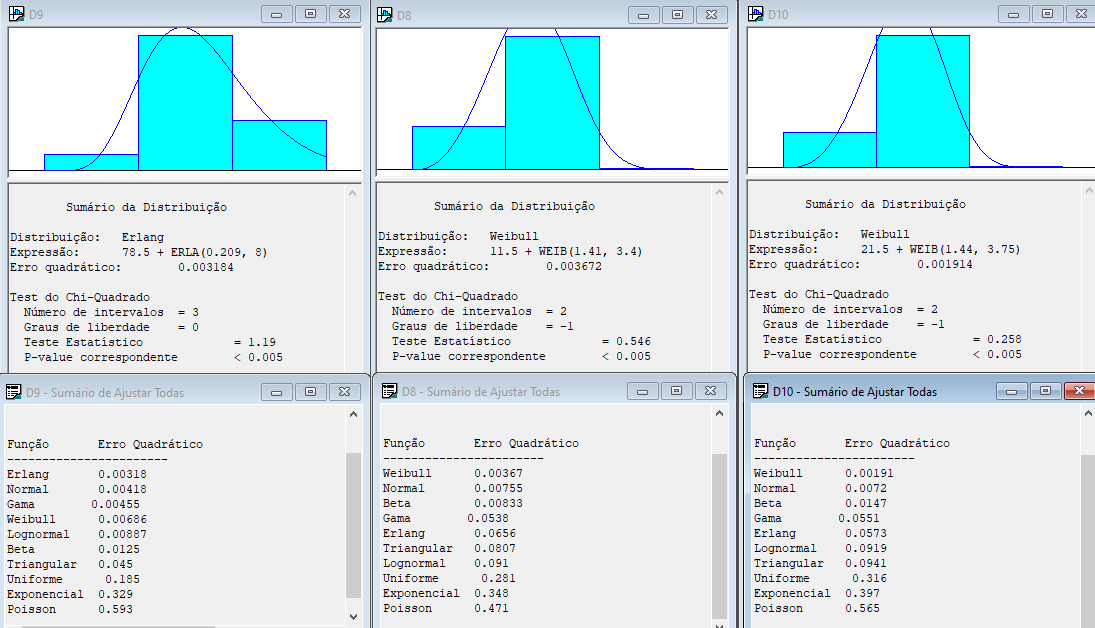 D9
Sumário da Distribuição
Distribuição: Erlang
Expressão: 78.5 + ERLA(0.209, 8)
Erro quadrático: 0.003184
Test do Chi-Quadrado
Número de intervalos = 3
Graus de liberdade = 0
Teste Estatístico = 1.19
P-value correspondente < 0.005
D8
Sumário da Distribuição
Distribuição: Weibull
Expressão: 11.5 + WEIB(1.41, 3.4)
Erro quadrático: 0.003672
Test do Chi-Quadrado
Número de intervalos = 2
Graus de liberdade = -1
Teste Estatístico = 0.546
P-value correspondente < 0.005
D10
Sumário da Distribuição
Distribuição: Weibull
Expressão: 21.5 + WEIB(1.44, 3.75)
Erro quadrático: 0.001914
Test do Chi-Quadrado
Número de intervalos = 2
Graus de liberdade = -1
Teste Estatístico = 0.258
P-value correspondente < 0.005
D9 - Sumário de Ajustar Todas
Função Erro Quadrático
-----------------------
Erlang 0.00318
Normal 0.00418
Gama 0.00455
Weibull 0.00686
Lognormal 0.00887
Beta 0.0125
Triangular 0.045
Uniforme 0.185
Exponencial 0.329
Poisson 0.593
D8 - Sumário de Ajustar Todas
Função Erro Quadrático
-----------------------
Weibull 0.00367
Normal 0.00755
Beta 0.00833
Gama 0.0538
Erlang 0.0656
Triangular 0.0807
Lognormal 0.091
Uniforme 0.281
Exponencial 0.348
Poisson 0.471
D10 - Sumário de Ajustar Todas
Função Erro Quadrático
-----------------------
Weibull 0.00191
Normal 0.0072
Beta 0.0147
Gama 0.0551
Erlang 0.0573
Lognormal 0.0919
Triangular 0.0941
Uniforme 0.316
Exponencial 0.397
Poisson 0.565